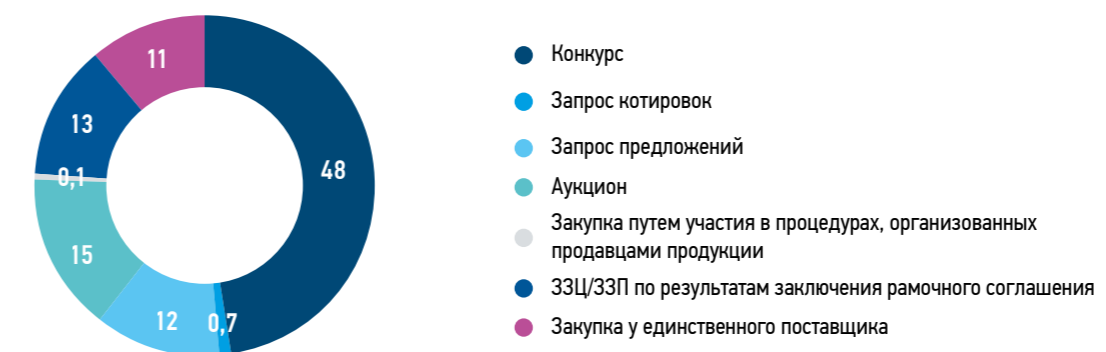 11
13
0,1
48
15
12
0,7
Конкурс
Запрос котировок
Запрос предложений
Аукцион
Закупка путем участия в процедурах, организованных
продавцами продукции
ЗЗЦ/ЗЗП по результатам заключения рамочного соглашения
Закупка у единственного поставщика